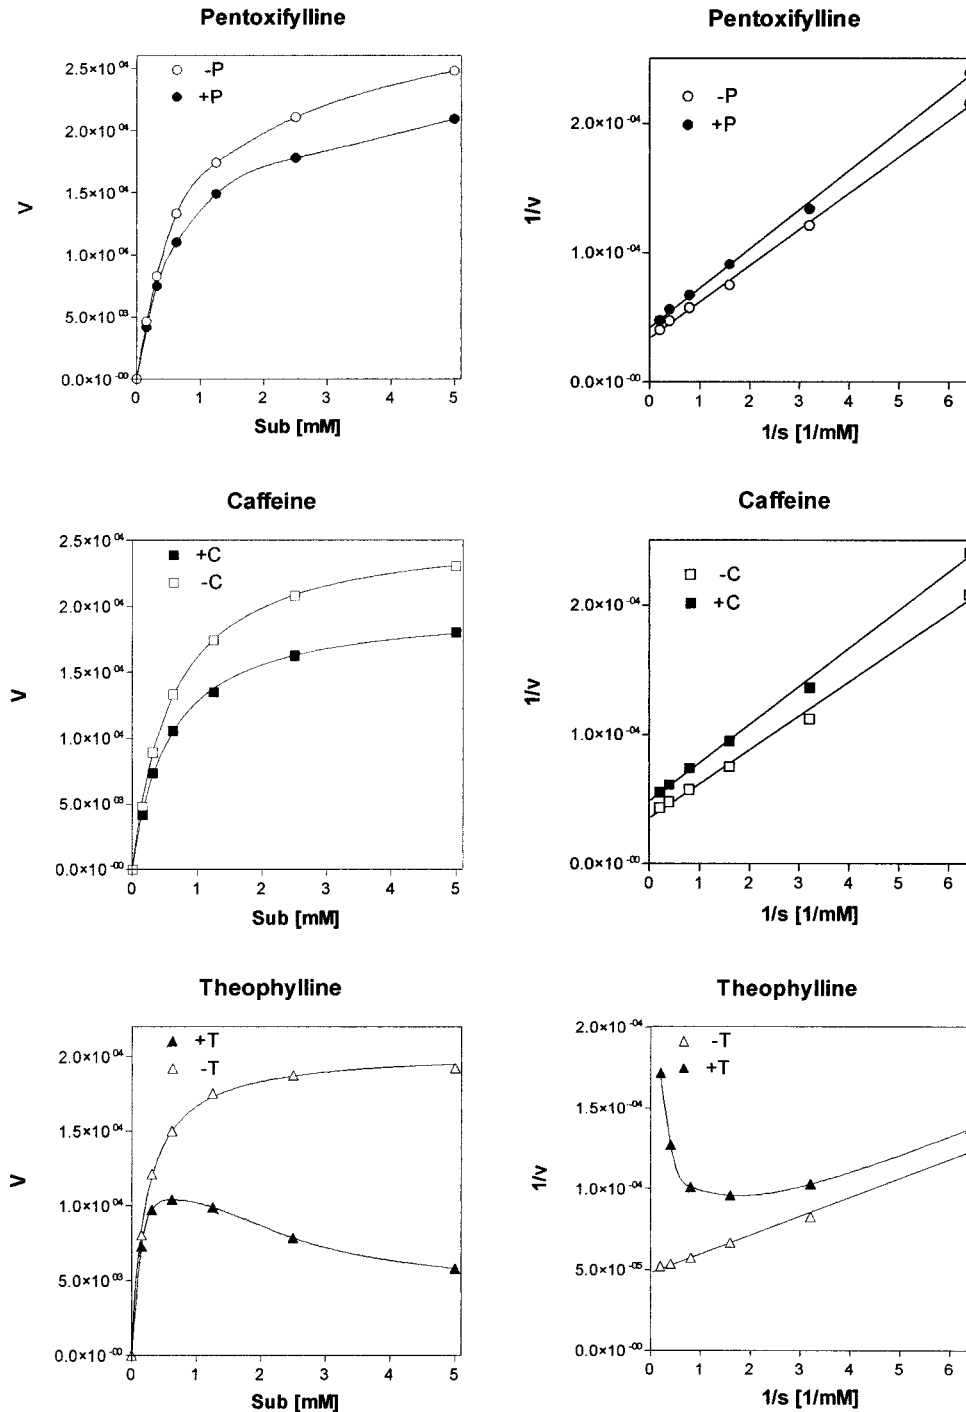 Pentoxifylline
-P
+P
2.5×10 04
2.0×10 04
1.5×10 04
1.0×10 04
5.0×10 03
0.0×10 -00
V
0 1 2 3 4 5
Sub [mM]
Pentoxifylline
-P
+P
2.0×10 -04
1.0×10 -04
0.0×10 -00
1/v
0 1 2 3 4 5 6
1/s [1/mM]
Caffeine
+C
-C
2.5×10 04
2.0×10 04
1.5×10 04
1.0×10 04
5.0×10 03
0.0×10 -00
V
0 1 2 3 4 5
Sub [mM]
Caffeine
-C
+C
2.0×10 -04
1.0×10 -04
0.0×10 -00
1/v
0 1 2 3 4 5 6
1/s [1/mM]
Theophylline
+T
-T
2.0×10 04
1.5×10 04
1.0×10 04
5.0×10 03
0.0×10 -00
V
0 1 2 3 4 5
Sub [mM]
Theophylline
-T
+T
2.0×10 -04
1.5×10 -04
1.0×10 -04
5.0×10 -05
0.0×10 -00
1/v
0 1 2 3 4 5 6
1/s [1/mM]